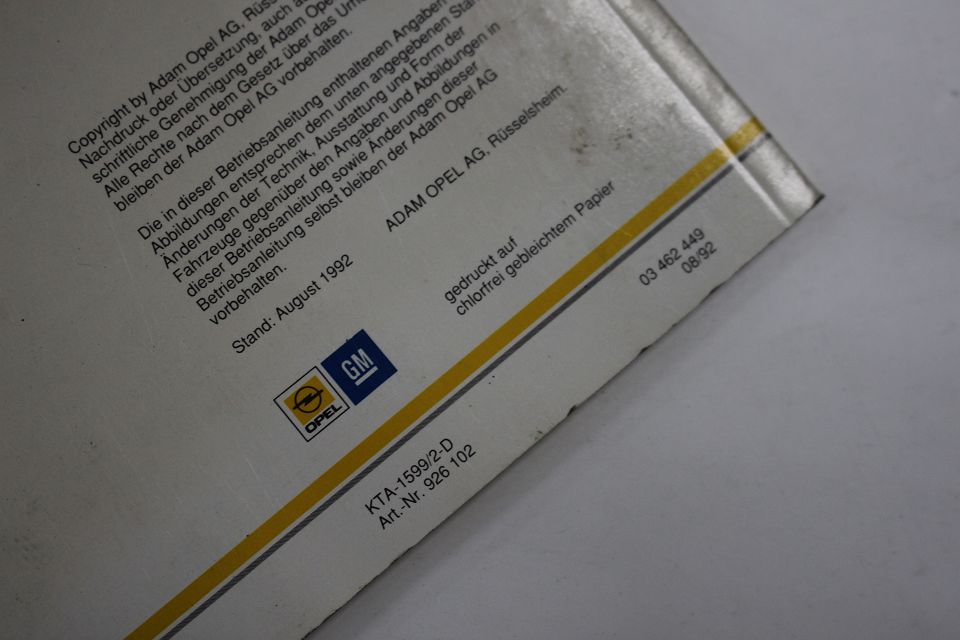 Copyright by Adam Opel AG, Rüsselsheim
Nachdruck oder Übersetzung, auch
schriftliche Genehmigung der Adam Opel
Alle Rechte nach dem Gesetz über das
bleiben der Adam Opel AG vorbehalten.
Die in dieser Betriebsanleitung enthaltenen Angaben
Abbildungen entsprechen dem unten angegebenen
Änderungen der Technik, Ausstattung und Form der
Fahrzeuge gegenüber den Angaben und Abbildungen in
dieser Betriebsanleitung sowie Änderungen dieser
Betriebsanleitung selbst bleiben der Adam Opel AG
vorbehalten.
Stand: August 1992
ADAM OPEL AG, Rüsselsheim.
gedruckt auf
chlorfrei gebleichtem Papier
OPEL
GM
KTA-1599/2-D
Art.-Nr. 926 102
03 462 449
08/92